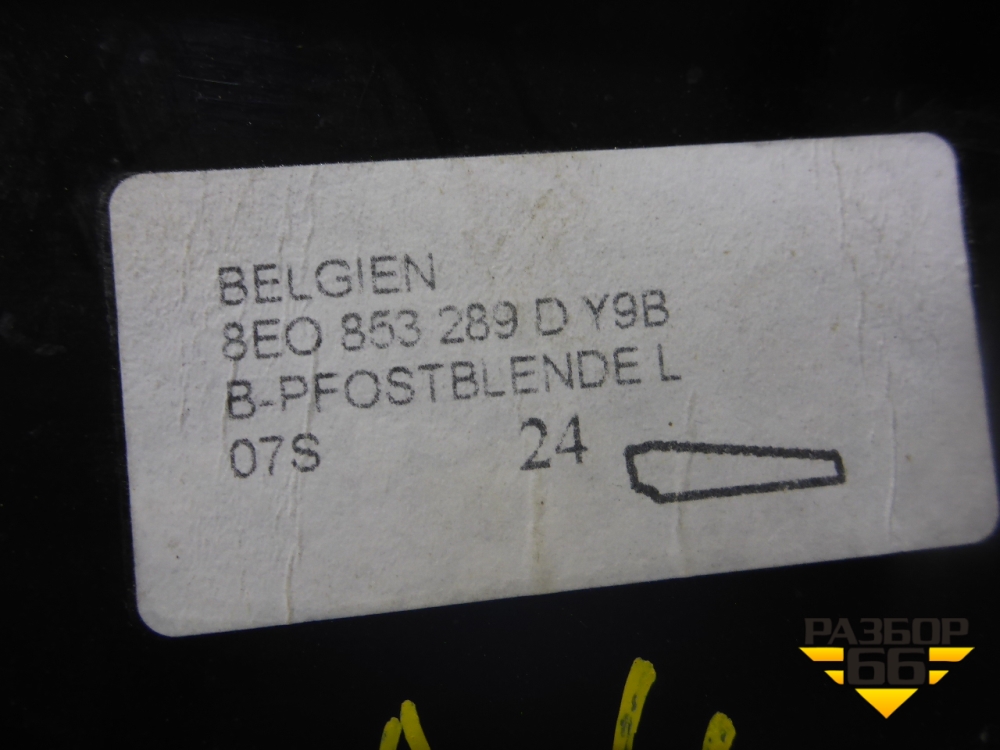 BELGIEN
8EO 853 289 D Y9B
B-PFOSTBLENDE L
07S 24
РАЗБОР
66